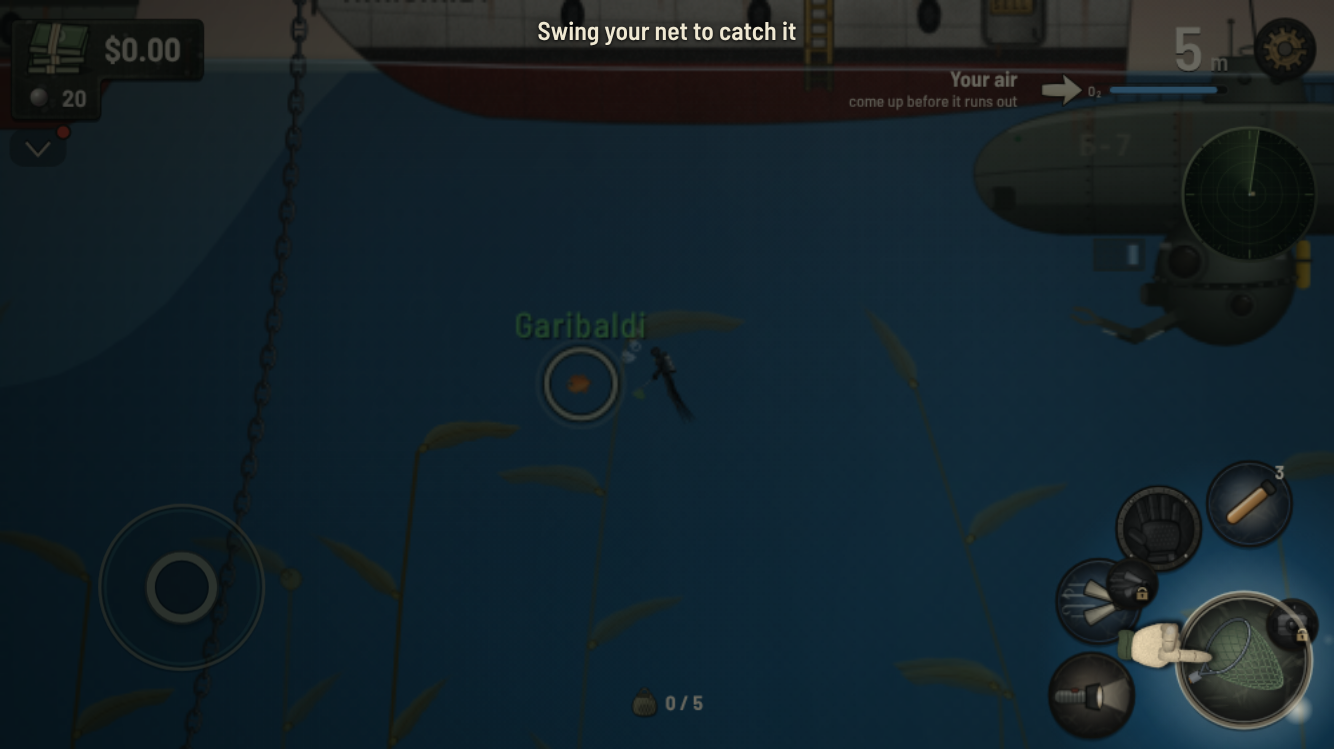 Swing your net to catch it
$0.00
20
5 m
Your air
come up before it runs out
O₂
Garibaldi
3
0 / 5